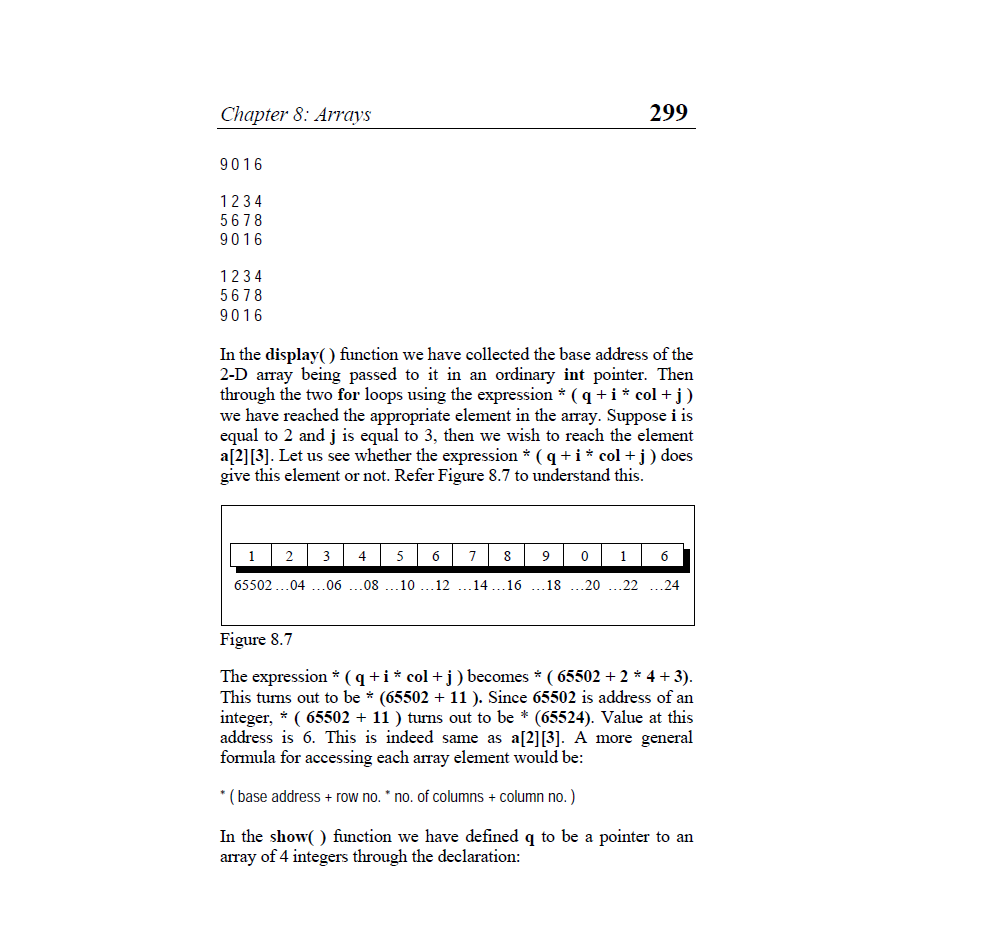 Chapter 8: Arrays 299
9 0 1 6
1 2 3 4
5 6 7 8
9 0 1 6
1 2 3 4
5 6 7 8
9 0 1 6
In the display( ) function we have collected the base address of the
2-D array being passed to it in an ordinary int pointer. Then
through the two for loops using the expression * ( q + i * col + j )
we have reached the appropriate element in the array. Suppose i is
equal to 2 and j is equal to 3, then we wish to reach the element
a[2][3]. Let us see whether the expression * ( q + i * col + j ) does
give this element or not. Refer Figure 8.7 to understand this.
1 2 3 4 5 6 7 8 9 0 1 6
65502 ...04 ...06 ...08 ...10 ...12 ...14 ...16 ...18 ...20 ...22 ...24
Figure 8.7
The expression * ( q + i * col + j ) becomes * ( 65502 + 2 * 4 + 3).
This turns out to be * (65502 + 11 ). Since 65502 is address of an
integer, * ( 65502 + 11 ) turns out to be * (65524). Value at this
address is 6. This is indeed same as a[2][3]. A more general
formula for accessing each array element would be:
* ( base address + row no. * no. of columns + column no. )
In the show( ) function we have defined q to be a pointer to an
array of 4 integers through the declaration: